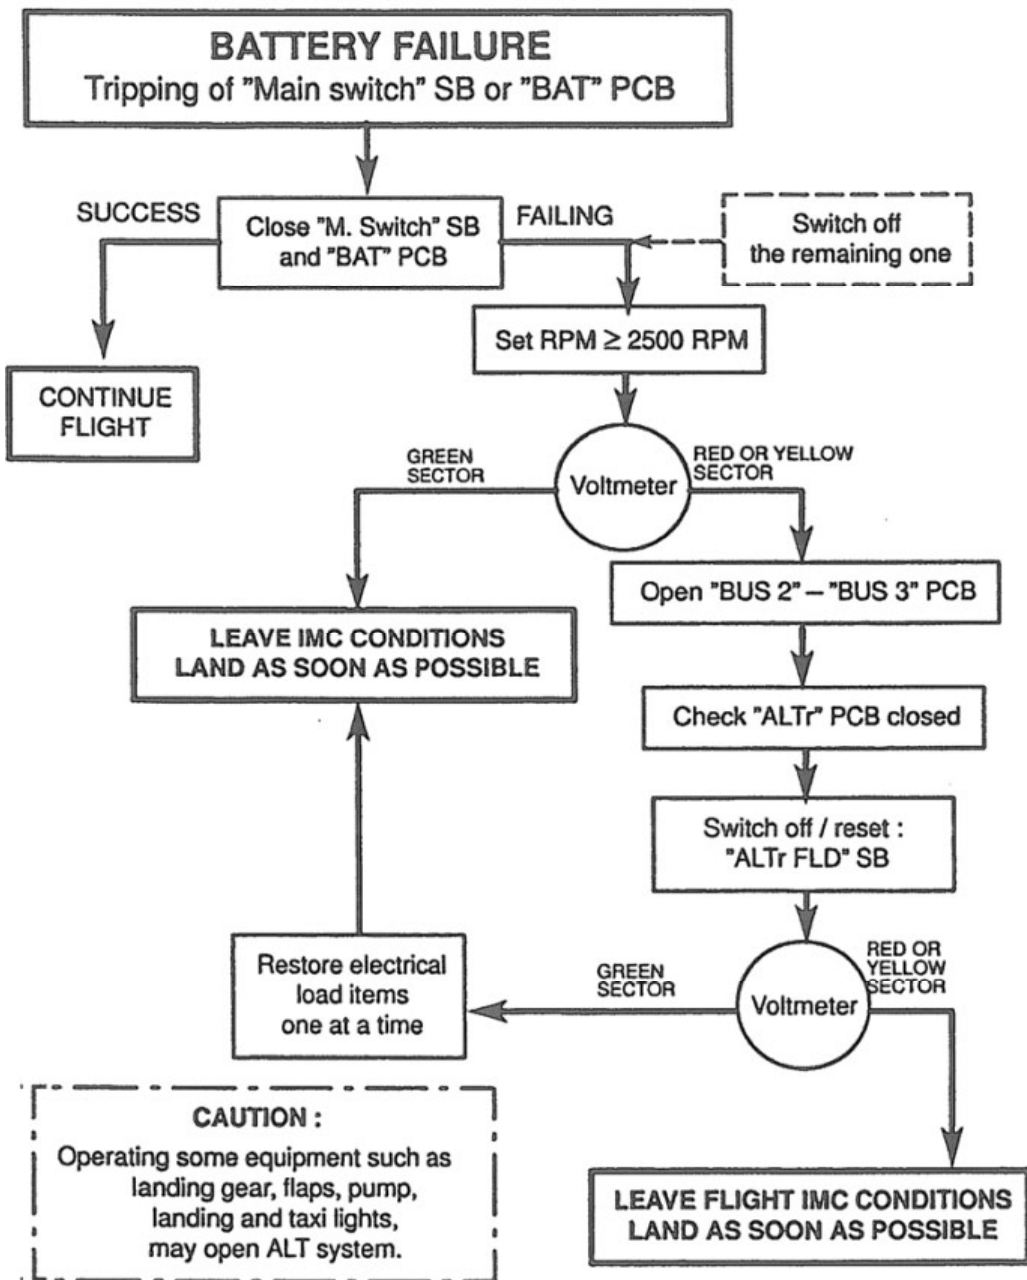 BATTERY FAILURE
Tripping of "Main switch" SB or "BAT" PCB
SUCCESS
Close "M. Switch" SB
and "BAT" PCB
FAILING
Switch off
the remaining one
Set RPM ≥ 2500 RPM
CONTINUE
FLIGHT
GREEN
SECTOR
Voltmeter
RED OR YELLOW
SECTOR
Open "BUS 2" – "BUS 3" PCB
LEAVE IMC CONDITIONS
LAND AS SOON AS POSSIBLE
Check "ALTr" PCB closed
Switch off / reset :
"ALTr FLD" SB
Restore electrical
load items
one at a time
GREEN
SECTOR
Voltmeter
RED OR
YELLOW
SECTOR
CAUTION :
Operating some equipment such as
landing gear, flaps, pump,
landing and taxi lights,
may open ALT system.
LEAVE FLIGHT IMC CONDITIONS
LAND AS SOON AS POSSIBLE